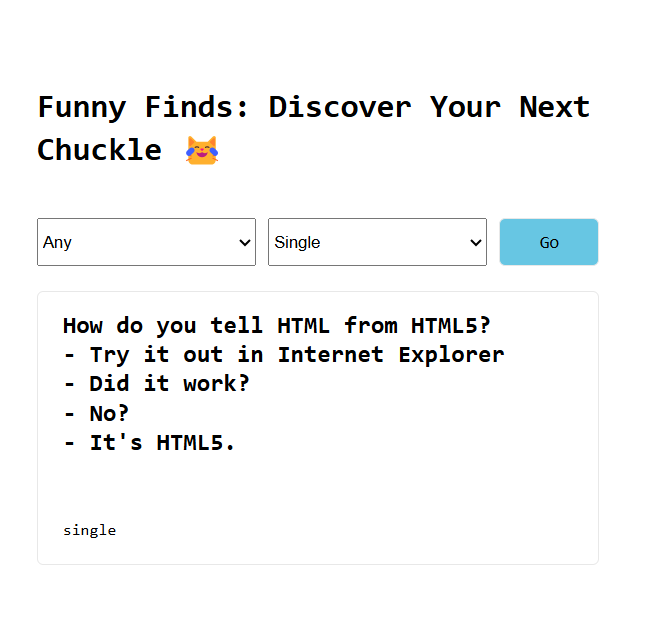 Funny Finds: Discover Your Next
Chuckle 😹
Any
Single
Go
How do you tell HTML from HTML5?
- Try it out in Internet Explorer
- Did it work?
- No?
- It's HTML5.
single